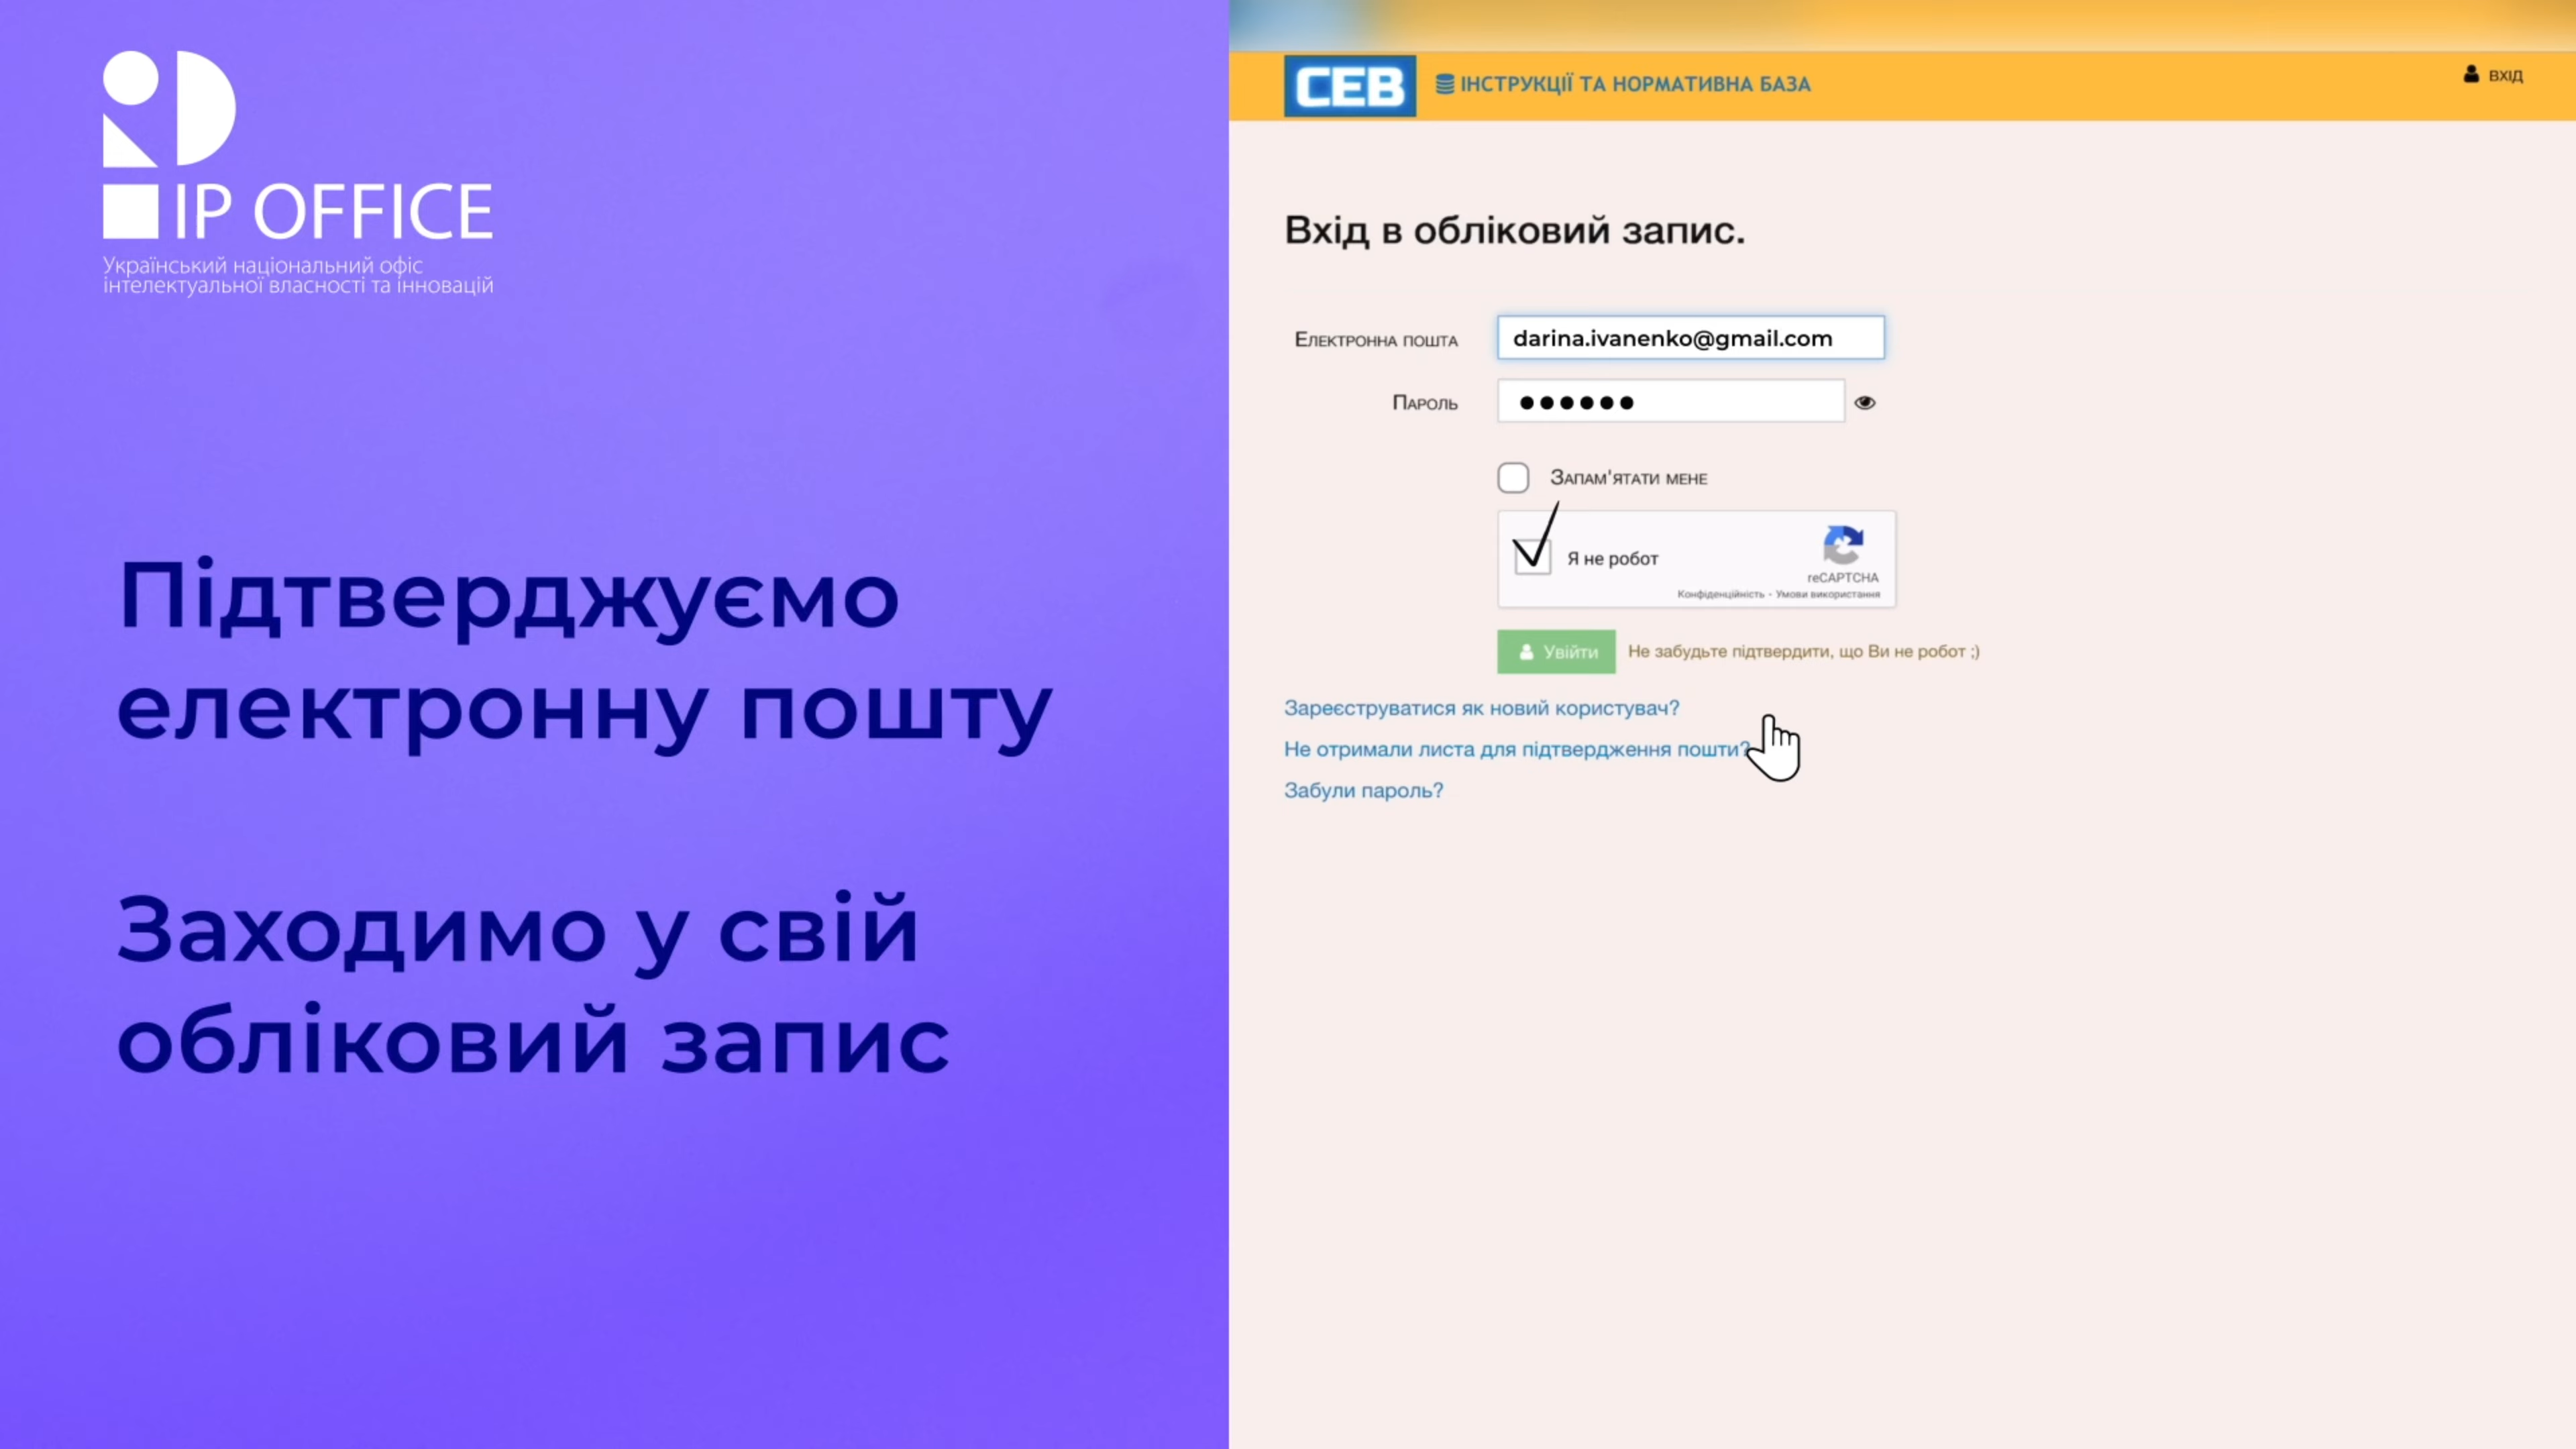 IP OFFICE
Український національний офіс
інтелектуальної власності та інновацій
Підтверджуємо
електронну пошту
Заходимо у свій
обліковий запис
СЕВ ІНСТРУКЦІЇ ТА НОРМАТИВНА БАЗА ВХІД
Вхід в обліковий запис.
Електронна пошта darina.ivanenko@gmail.com
Пароль ●●●●●●
Запам'ятати мене
Я не робот
reCAPTCHA
Конфіденційність - Умови використання
Увійти Не забудьте підтвердити, що Ви не робот ;)
Зареєструватися як новий користувач?
Не отримали листа для підтвердження пошти?
Забули пароль?